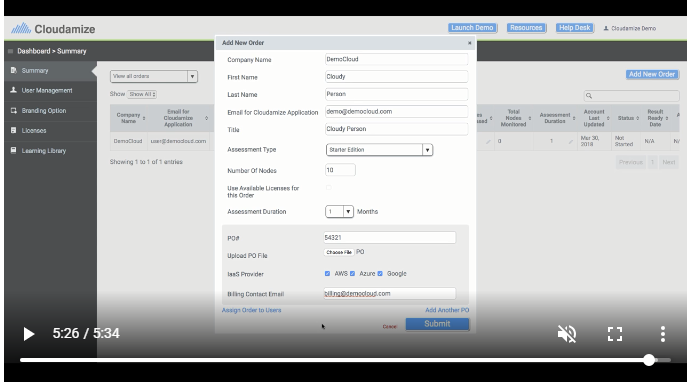 Cloudamize
Launch Demo Resources Help Desk Cloudamize Demo
Dashboard > Summary
Summary
User Management
Branding Option
Licenses
Learning Library
View all orders
Add New Order
Show Show All
Company Name
Email for Cloudamize Application
Total Nodes Monitored
Assessment Duration
Account Last Updated
Status
Result Ready Date
DemoCloud user@democloud.com
0 1 Mar 30, 2018 Not Started N/A
Showing 1 to 1 of 1 entries
Previous 1 Next
Add New Order ×
Company Name DemoCloud
First Name Cloudy
Last Name Person
Email for Cloudamize Application demo@democloud.com
Title Cloudy Person
Assessment Type Starter Edition
Number Of Nodes 10
Use Available Licenses for
this Order
Assessment Duration 1 Months
PO# 54321
Upload PO File Choose File PO
IaaS Provider AWS Azure Google
Billing Contact Email billing@democloud.com
Assign Order to Users Add Another PO
Cancel Submit
5:26 / 5:34